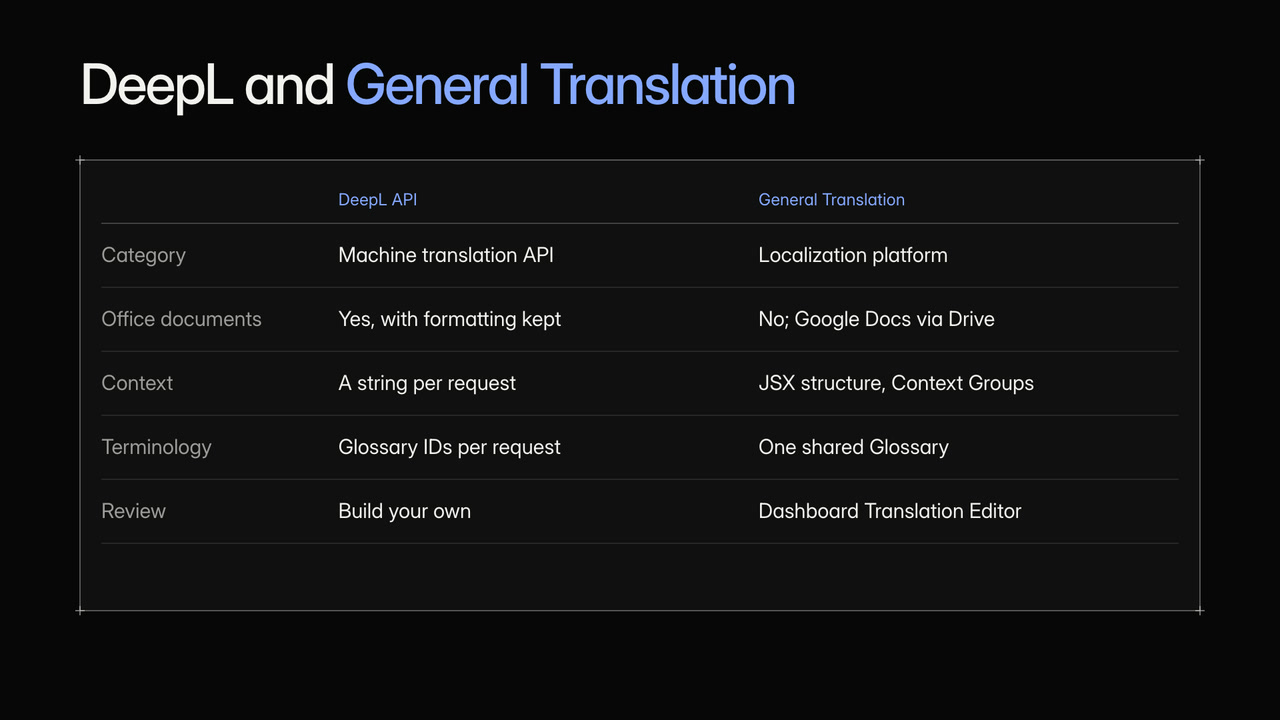 DeepL and General Translation
DeepL API General Translation
Category Machine translation API Localization platform
Office documents Yes, with formatting kept No; Google Docs via Drive
Context A string per request JSX structure, Context Groups
Terminology Glossary IDs per request One shared Glossary
Review Build your own Dashboard Translation Editor